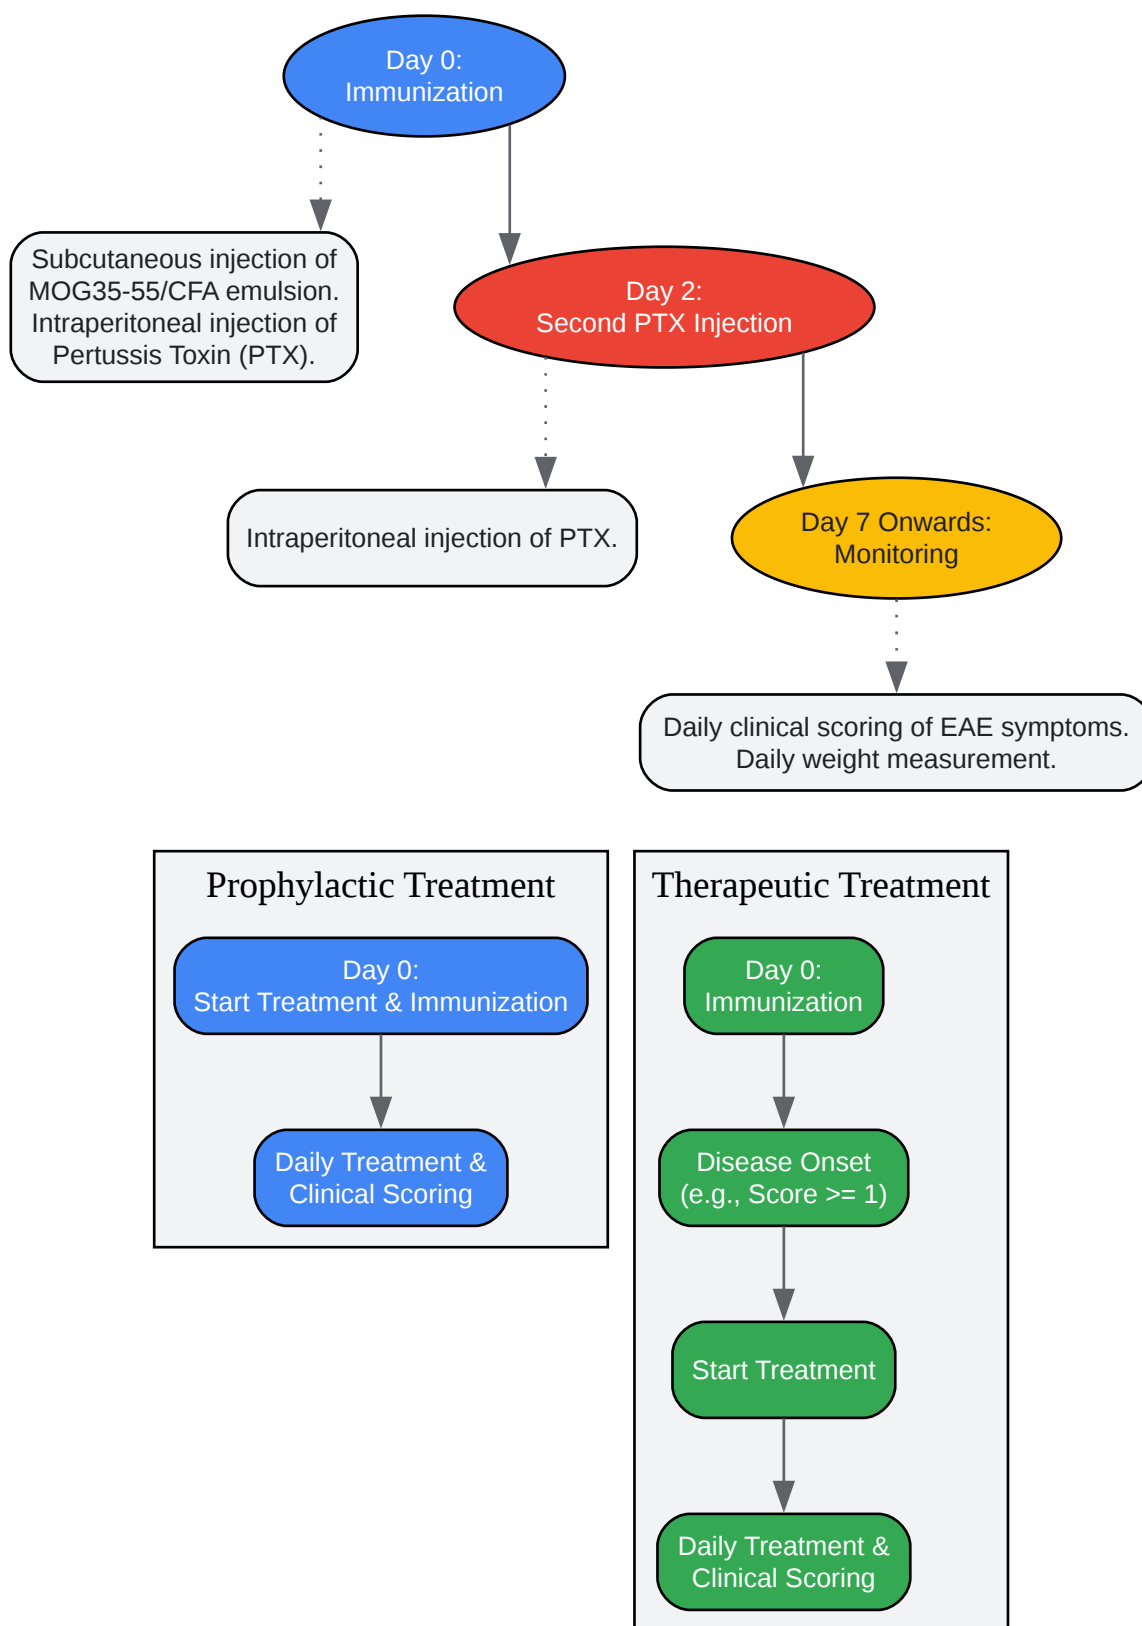 Day 0:
Immunization
Subcutaneous injection of
MOG35-55/CFA emulsion.
Intraperitoneal injection of
Pertussis Toxin (PTX).
Day 2:
Second PTX Injection
Intraperitoneal injection of PTX.
Day 7 Onwards:
Monitoring
Daily clinical scoring of EAE symptoms.
Daily weight measurement.
Prophylactic Treatment
Day 0:
Start Treatment & Immunization
Daily Treatment &
Clinical Scoring
Therapeutic Treatment
Day 0:
Immunization
Disease Onset
(e.g., Score >= 1)
Start Treatment
Daily Treatment &
Clinical Scoring